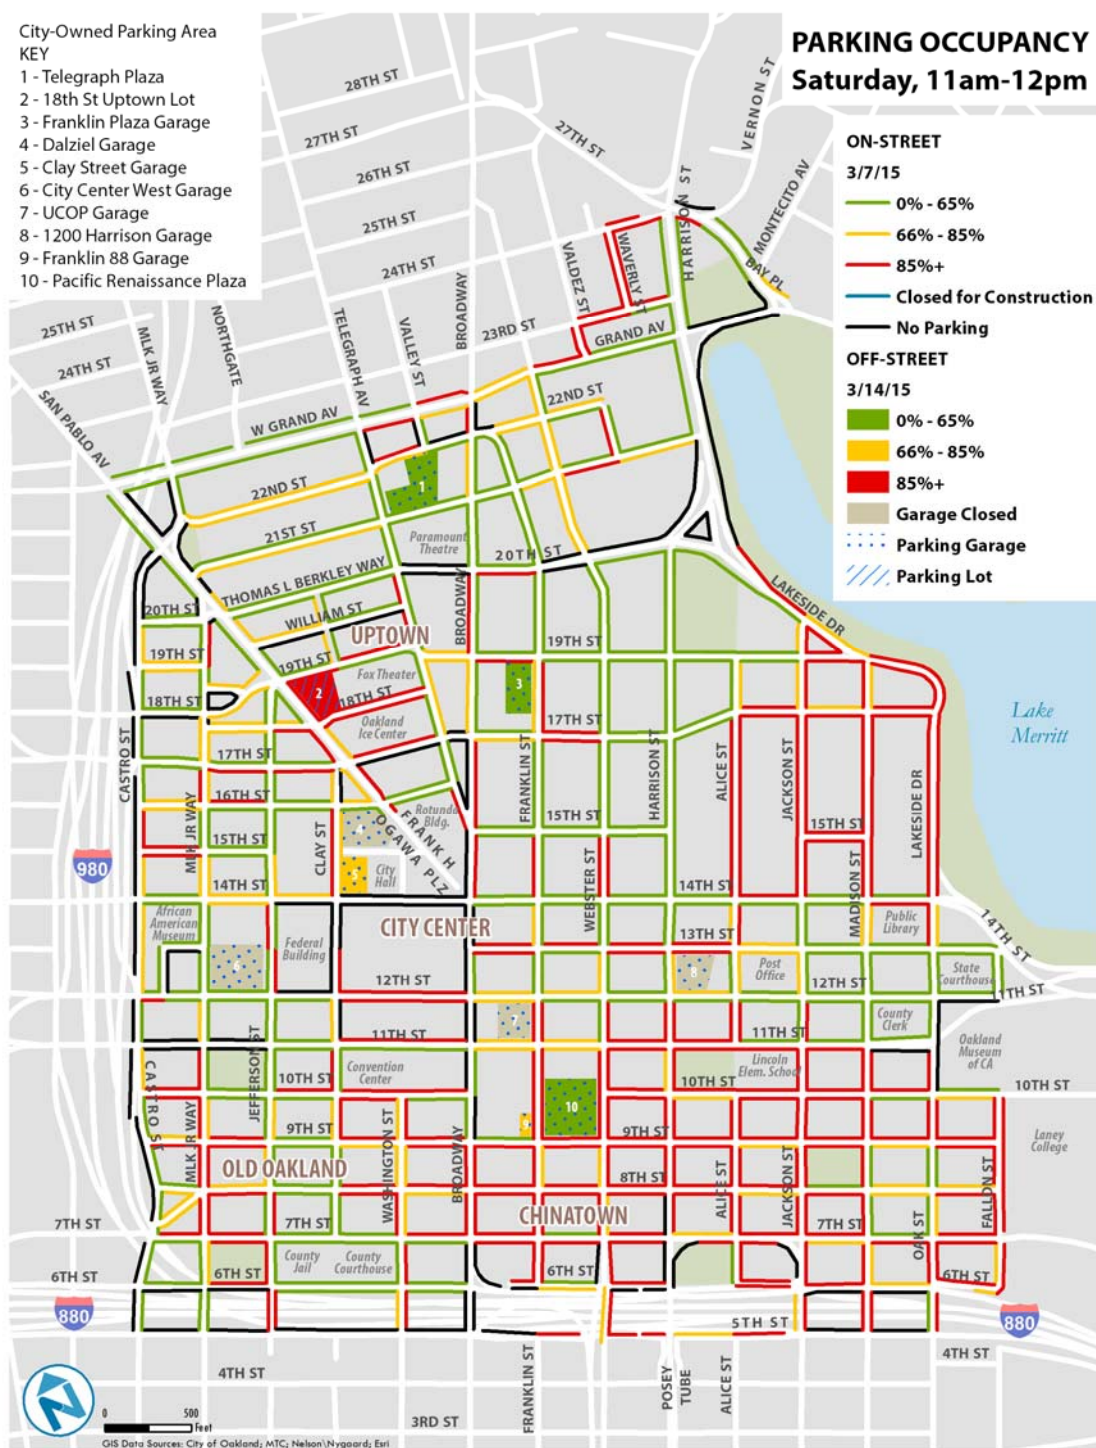 City-Owned Parking Area
KEY
1 - Telegraph Plaza
2 - 18th St Uptown Lot
3 - Franklin Plaza Garage
4 - Dalziel Garage
5 - Clay Street Garage
6 - City Center West Garage
7 - UCOP Garage
8 - 1200 Harrison Garage
9 - Franklin 88 Garage
10 - Pacific Renaissance Plaza
PARKING OCCUPANCY
Saturday, 11am-12pm
ON-STREET
3/7/15
0% - 65%
66% - 85%
85%+
Closed for Construction
No Parking
OFF-STREET
3/14/15
0% - 65%
66% - 85%
85%+
Garage Closed
Parking Garage
Parking Lot
28TH ST
27TH ST
27TH ST
VERNON ST
26TH ST
HARRISON ST
MONTECITO AV
25TH ST
24TH ST
VALDEZ ST
WAVERLY ST
BAY PL
BROADWAY
25TH ST
24TH ST
MLK JR WAY
NORTHGATE
TELEGRAPH AV
VALLEY ST
23RD ST
GRAND AV
SAN PABLO AV
W GRAND AV
22ND ST
22ND ST
1
21ST ST
Paramount
Theatre
20TH ST
THOMAS L BERKLEY WAY
LAKESIDE DR
20TH ST
WILLIAM ST
UPTOWN
BROADWAY
19TH ST
19TH ST
19TH ST
Fox Theater
2
18TH ST
3
18TH ST
Oakland
Ice Center
17TH ST
Lake
Merritt
CASTRO ST
17TH ST
FRANKLIN ST
HARRISON ST
ALICE ST
JACKSON ST
LAKESIDE DR
16TH ST
MLK JR WAY
Rotunda
Bldg.
FRANK H
OGAWA PLZ
15TH ST
15TH ST
15TH ST
CLAY ST
4
980
14TH ST
5
City
Hall
WEBSTER ST
14TH ST
MADISON ST
African
American
Museum
CITY CENTER
Public
Library
14TH ST
Federal
Building
13TH ST
6
12TH ST
8
Post
Office
12TH ST
State
Courthouse
11TH ST
7
County
Clerk
11TH ST
11TH ST
JEFFERSON ST
Oakland
Museum
of CA
CASTRO ST
10TH ST
Convention
Center
10TH ST
Lincoln
Elem. School
10TH ST
10
MLK JR WAY
9TH ST
WASHINGTON ST
BROADWAY
9
9TH ST
Laney
College
OLD OAKLAND
8TH ST
ALICE ST
JACKSON ST
FALLON ST
7TH ST
7TH ST
CHINATOWN
7TH ST
OAK ST
6TH ST
6TH ST
County
Jail
County
Courthouse
6TH ST
6TH ST
880
5TH ST
880
4TH ST
FRANKLIN ST
POSEY
TUBE
ALICE ST
4TH ST
3RD ST
0
500
Feet
GIS Data Sources: City of Oakland; MTC; Nelson\Nygaard; Esri